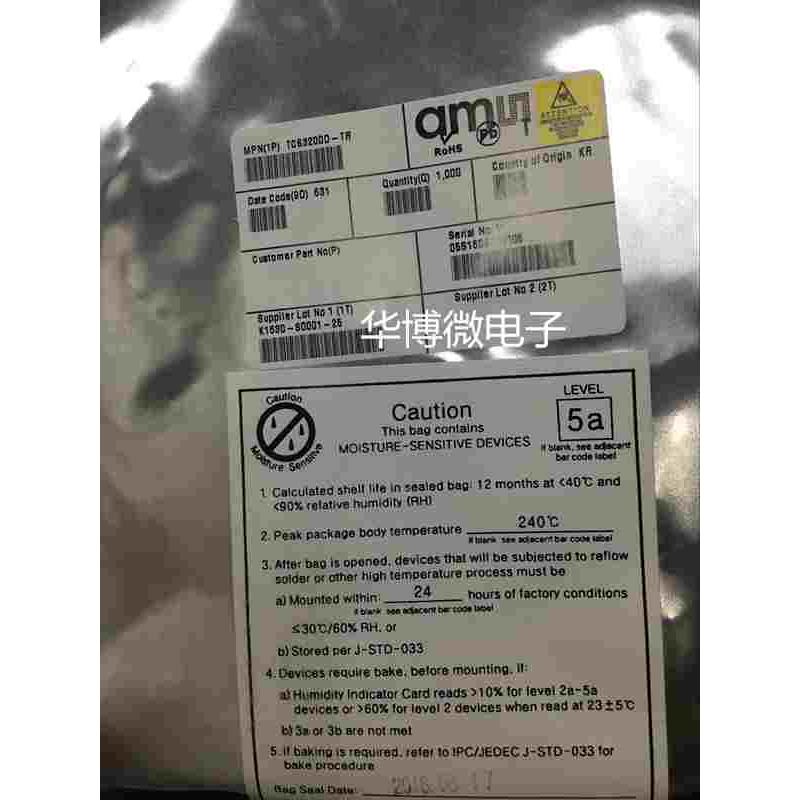 MPN(1P) TCS3200D-TR
amu
RoHS
Pb
ATTENTION
Date Code(9D) 631
Quantity(Q) 1,000
Country of Origin KR
Customer Part No(P)
Serial No
Supplier Lot No 1 (1T)
K1590-S0001-25
Supplier Lot No 2 (2T)
华博微电子
Caution
Moisture Sensitive
Caution
This bag contains
MOISTURE-SENSITIVE DEVICES
LEVEL
5a
If blank, see adjacent
bar code label
1. Calculated shelf life in sealed bag: 12 months at <40℃ and
<90% relative humidity (RH)
2. Peak package body temperature 240℃
If blank see adjacent bar code label
3. After bag is opened, devices that will be subjected to reflow
solder or other high temperature process must be
a) Mounted within: 24 hours of factory conditions
If blank see adjacent bar code label
≤30℃/60% RH, or
b) Stored per J-STD-033
4. Devices require bake, before mounting, if:
a) Humidity Indicator Card reads >10% for level 2a-5a
devices or >60% for level 2 devices when read at 23±5℃
b) 3a or 3b are not met
5. If baking is required, refer to IPC/JEDEC J-STD-033 for
bake procedure
Bag Seal Date: 2016.08.17